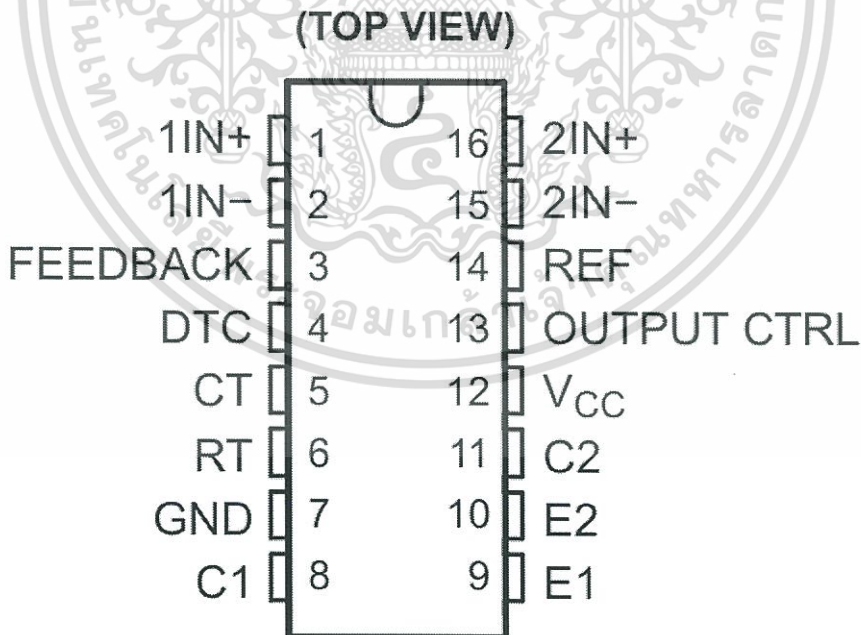 (TOP VIEW)
1IN+ 1 16 2IN+
1IN− 2 15 2IN−
FEEDBACK 3 14 REF
DTC 4 13 OUTPUT CTRL
CT 5 12 VCC
RT 6 11 C2
GND 7 10 E2
C1 8 9 E1